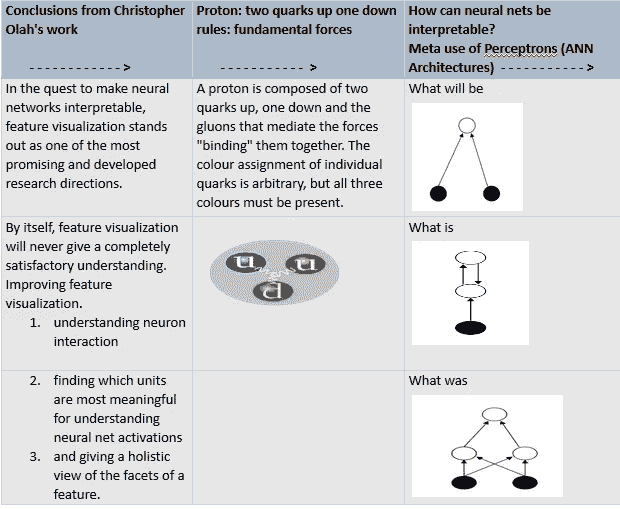 Conclusions from Christopher
Olah's work
- - - - - - - - - - - - >
Proton: two quarks up one down
rules: fundamental forces
- - - - - - - - - - - >
How can neural nets be
interpretable?
Meta use of Perceptrons (ANN
Architectures) - - - - - - - - - - - >
In the quest to make neural
networks interpretable,
feature visualization stands
out as one of the most
promising and developed
research directions.
A proton is composed of two
quarks up, one down and the
gluons that mediate the forces
"binding" them together. The
colour assignment of individual
quarks is arbitrary, but all three
colours must be present.
What will be
By itself, feature visualization
will never give a completely
satisfactory understanding.
Improving feature
visualization.
1. understanding neuron
interaction
u u
d
What is
2. finding which units
are most meaningful
for understanding
neural net activations
3. and giving a holistic
view of the facets of a
feature.
What was